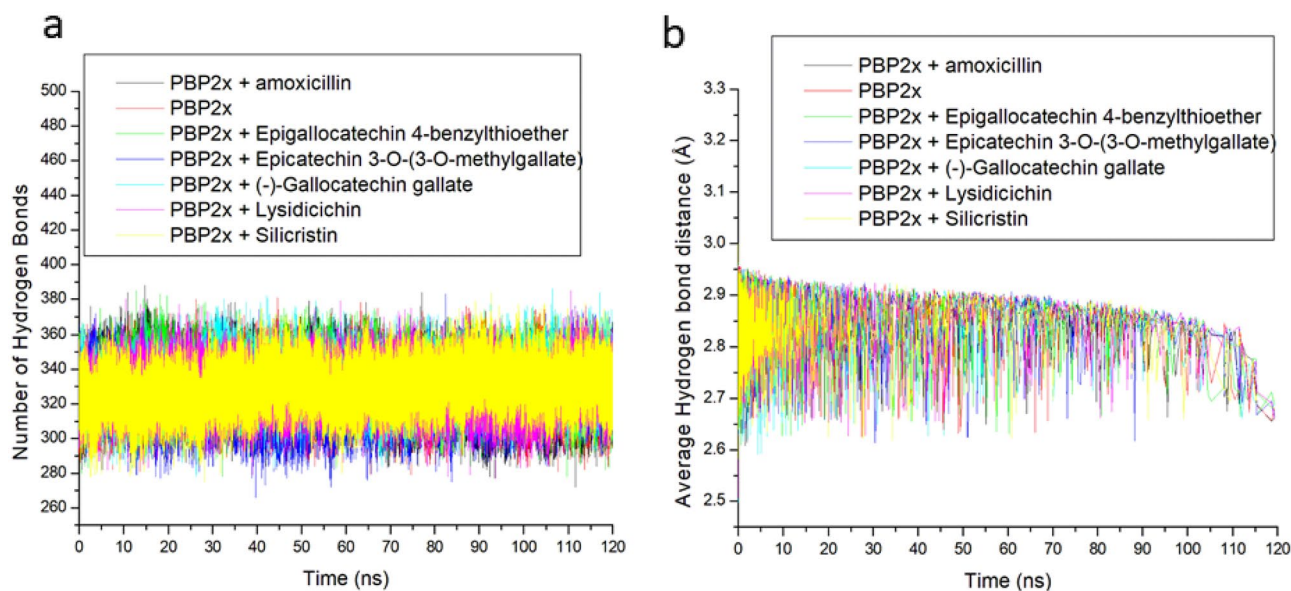 a
PBP2x + amoxicillin
PBP2x
PBP2x + Epigallocatechin 4-benzylthioether
PBP2x + Epicatechin 3-O-(3-O-methylgallate)
PBP2x + (-)-Gallocatechin gallate
PBP2x + Lysidicichin
PBP2x + Silicristin
Number of Hydrogen Bonds
500
480
460
440
420
400
380
360
340
320
300
280
260
0 10 20 30 40 50 60 70 80 90 100 110 120
Time (ns)
b
PBP2x + amoxicillin
PBP2x
PBP2x + Epigallocatechin 4-benzylthioether
PBP2x + Epicatechin 3-O-(3-O-methylgallate)
PBP2x + (-)-Gallocatechin gallate
PBP2x + Lysidicichin
PBP2x + Silicristin
Average Hydrogen bond distance (Å)
3.3
3.2
3.1
3.0
2.9
2.8
2.7
2.6
2.5
0 10 20 30 40 50 60 70 80 90 100 110 120
Time (ns)